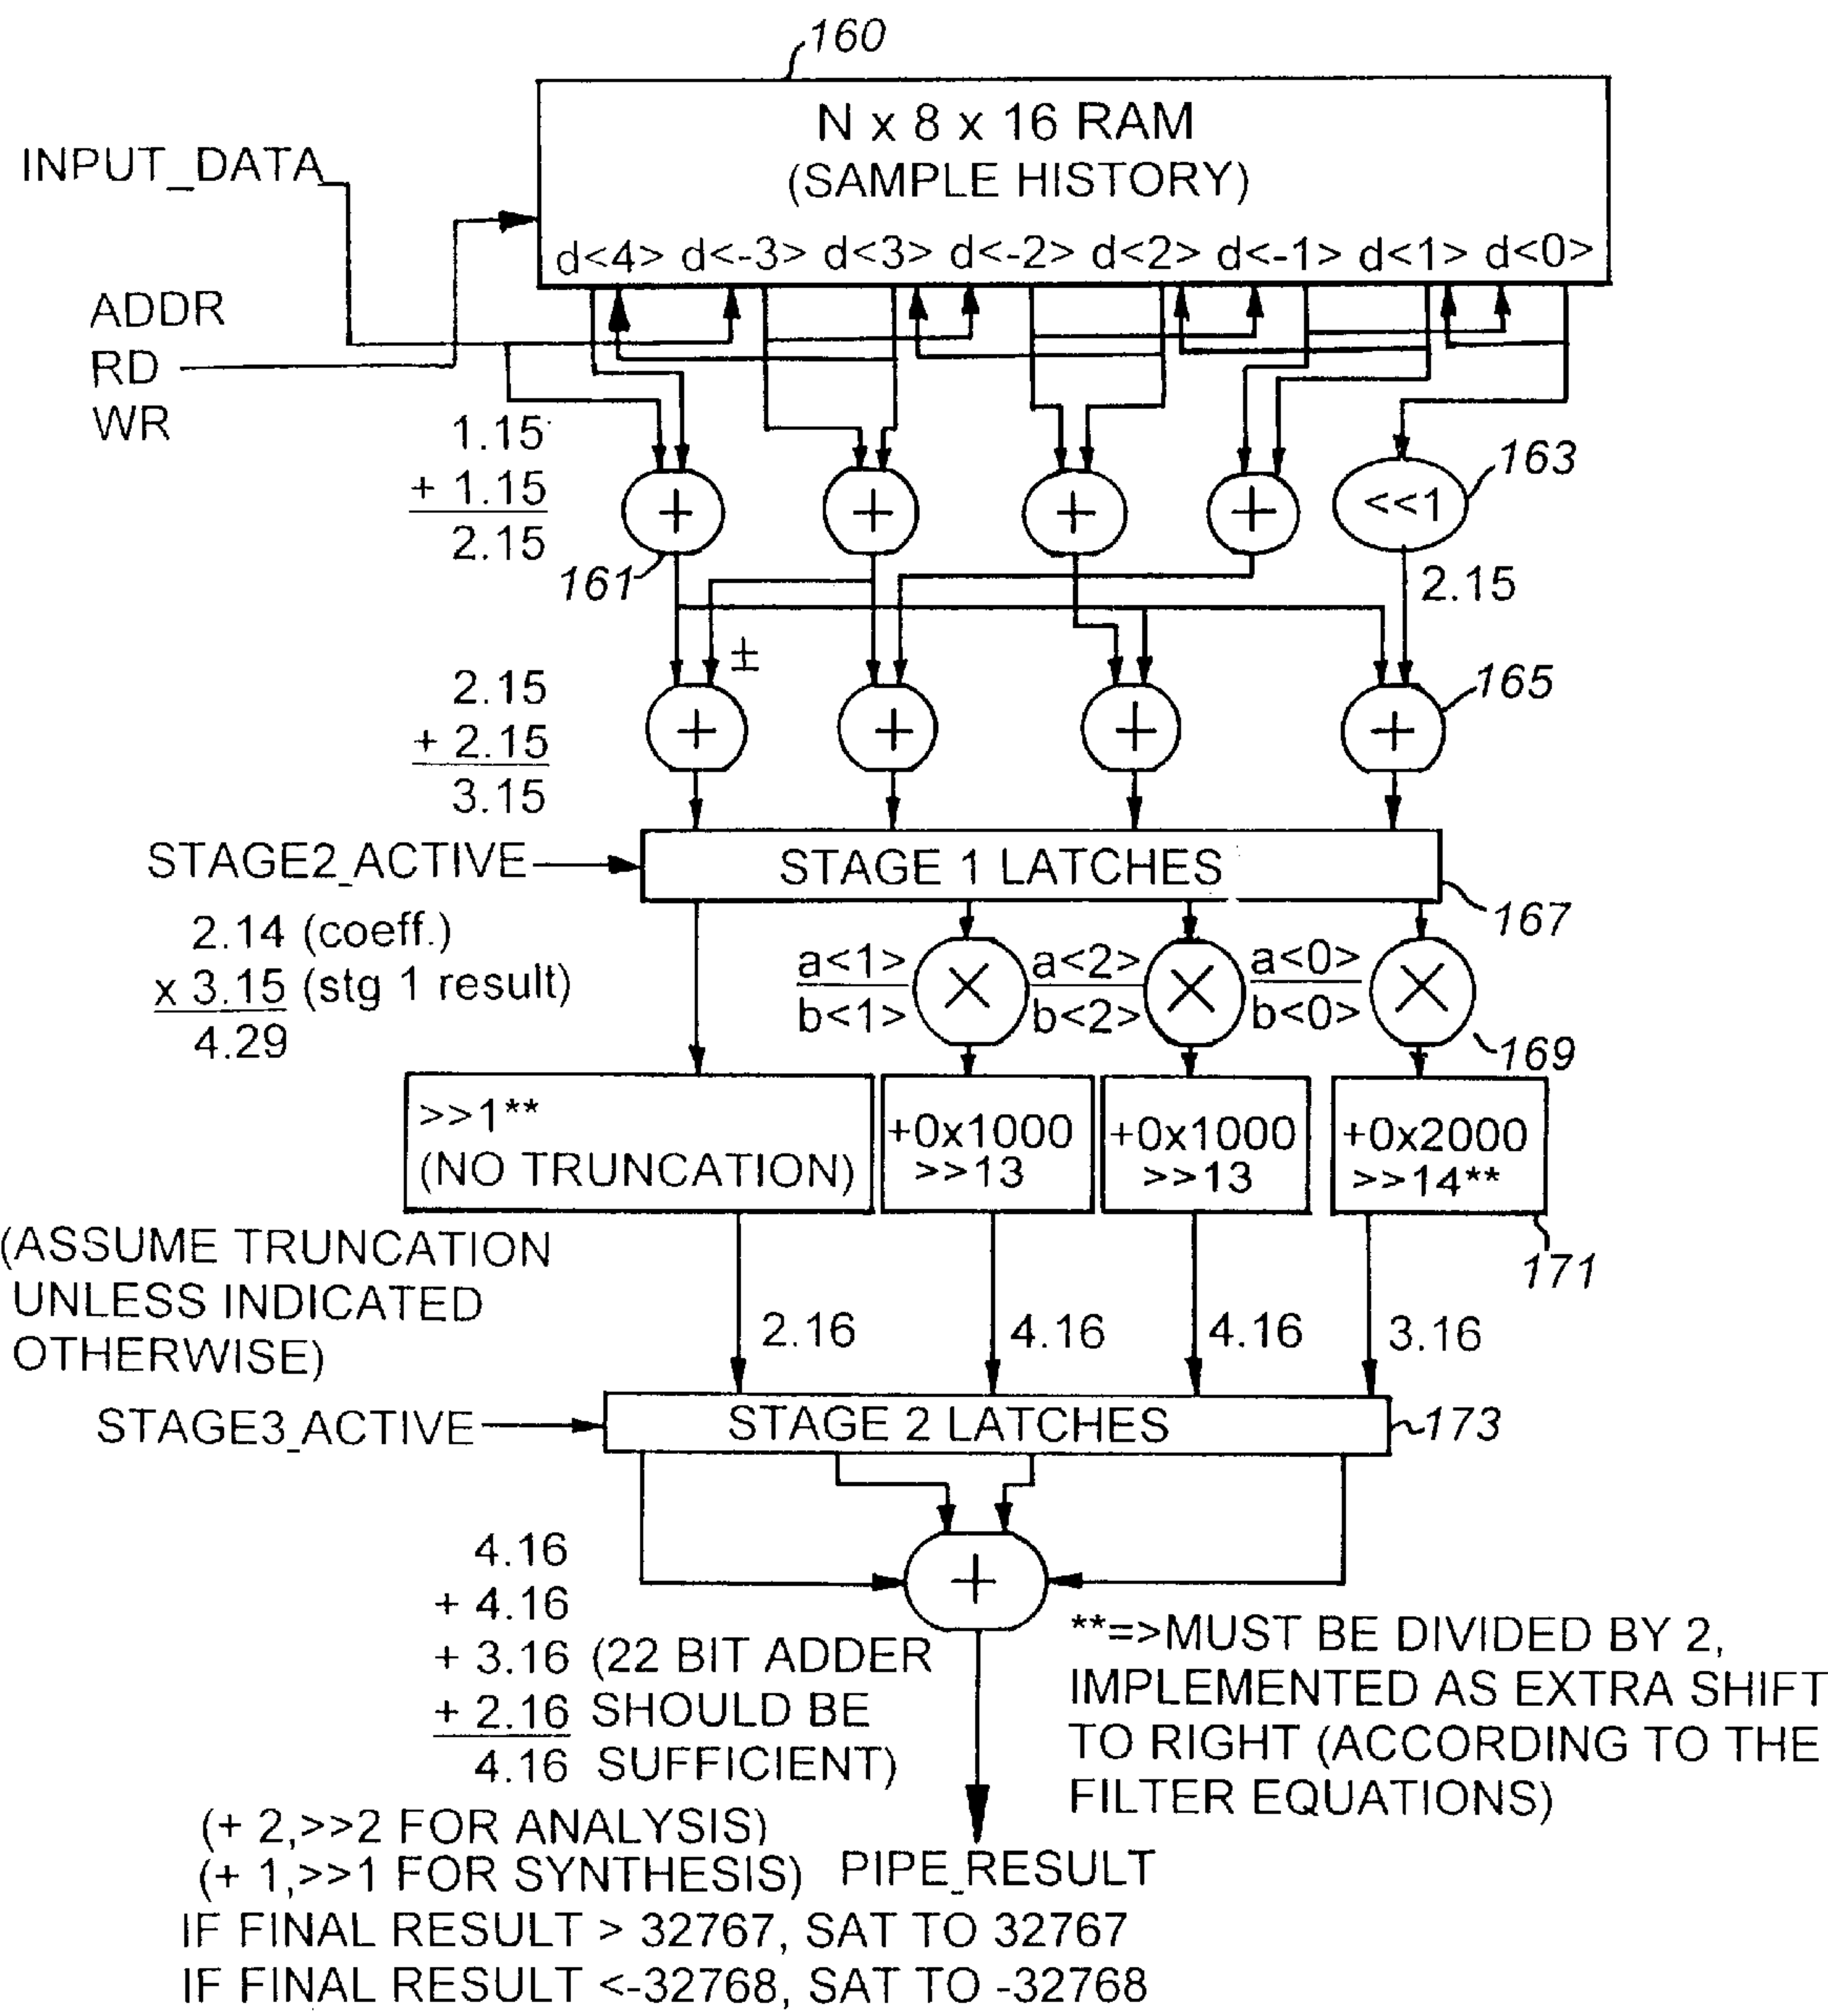 160
N x 8 x 16 RAM
(SAMPLE HISTORY)
INPUT_DATA
d<4> d<-3> d<3> d<-2> d<2> d<-1> d<1> d<0>
ADDR
RD
WR
1.15
+ 1.15
2.15
+
+
+
+
<<1
163
161
2.15
±
2.15
+ 2.15
3.15
+
+
+
+
165
STAGE2_ACTIVE
STAGE 1 LATCHES
167
2.14 (coeff.)
x 3.15 (stg 1 result)
4.29
a<1>
b<1>
×
a<2>
b<2>
×
a<0>
b<0>
×
169
>>1**
(NO TRUNCATION)
+0x1000
>>13
+0x1000
>>13
+0x2000
>>14**
171
(ASSUME TRUNCATION
UNLESS INDICATED
OTHERWISE)
2.16
4.16
4.16
3.16
STAGE3_ACTIVE
STAGE 2 LATCHES
173
+
4.16
+ 4.16
+ 3.16 (22 BIT ADDER
+ 2.16 SHOULD BE
4.16 SUFFICIENT)
**=>MUST BE DIVIDED BY 2,
IMPLEMENTED AS EXTRA SHIFT
TO RIGHT (ACCORDING TO THE
FILTER EQUATIONS)
(+ 2,>>2 FOR ANALYSIS)
(+ 1,>>1 FOR SYNTHESIS)
PIPE_RESULT
IF FINAL RESULT > 32767, SAT TO 32767
IF FINAL RESULT <-32768, SAT TO -32768